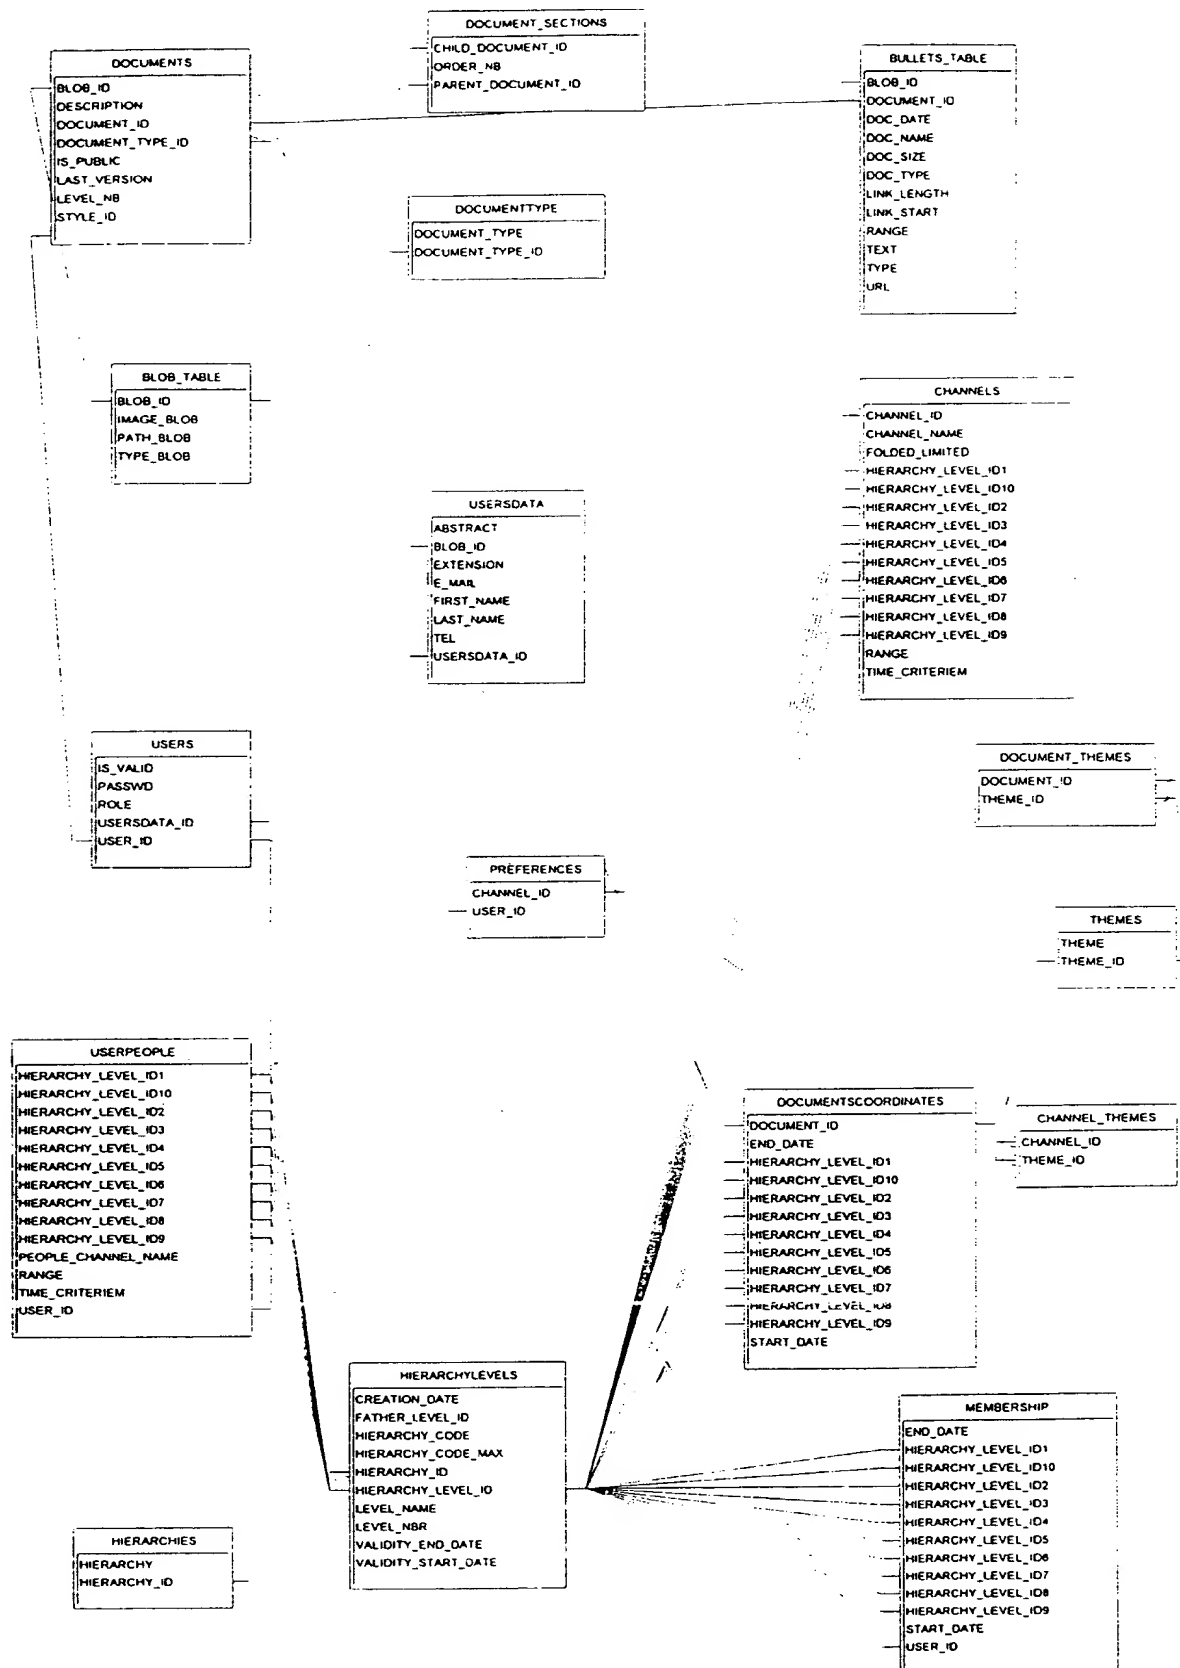 DOCUMENT_SECTIONS
CHILD_DOCUMENT_ID
ORDER_NB
PARENT_DOCUMENT_ID
DOCUMENTS
BLOB_ID
DESCRIPTION
DOCUMENT_ID
DOCUMENT_TYPE_ID
IS_PUBLIC
LAST_VERSION
LEVEL_NB
STYLE_ID
BULLETS_TABLE
BLOB_ID
DOCUMENT_ID
DOC_DATE
DOC_NAME
DOC_SIZE
DOC_TYPE
LINK_LENGTH
LINK_START
RANGE
TEXT
TYPE
URL
DOCUMENTTYPE
DOCUMENT_TYPE
DOCUMENT_TYPE_ID
BLOB_TABLE
BLOB_ID
IMAGE_BLOB
PATH_BLOB
TYPE_BLOB
CHANNELS
CHANNEL_ID
CHANNEL_NAME
FOLDED_LIMITED
HIERARCHY_LEVEL_ID1
HIERARCHY_LEVEL_ID10
HIERARCHY_LEVEL_ID2
HIERARCHY_LEVEL_ID3
HIERARCHY_LEVEL_ID4
HIERARCHY_LEVEL_ID5
HIERARCHY_LEVEL_ID6
HIERARCHY_LEVEL_ID7
HIERARCHY_LEVEL_ID8
HIERARCHY_LEVEL_ID9
RANGE
TIME_CRITERIEM
USERSDATA
ABSTRACT
BLOB_ID
EXTENSION
E_MAIL
FIRST_NAME
LAST_NAME
TEL
USERSDATA_ID
USERS
IS_VALID
PASSWD
ROLE
USERSDATA_ID
USER_ID
DOCUMENT_THEMES
DOCUMENT_ID
THEME_ID
PREFERENCES
CHANNEL_ID
USER_ID
THEMES
THEME
THEME_ID
USERPEOPLE
HIERARCHY_LEVEL_ID1
HIERARCHY_LEVEL_ID10
HIERARCHY_LEVEL_ID2
HIERARCHY_LEVEL_ID3
HIERARCHY_LEVEL_ID4
HIERARCHY_LEVEL_ID5
HIERARCHY_LEVEL_ID6
HIERARCHY_LEVEL_ID7
HIERARCHY_LEVEL_ID8
HIERARCHY_LEVEL_ID9
PEOPLE_CHANNEL_NAME
RANGE
TIME_CRITERIEM
USER_ID
DOCUMENTSCOORDINATES
DOCUMENT_ID
END_DATE
HIERARCHY_LEVEL_ID1
HIERARCHY_LEVEL_ID10
HIERARCHY_LEVEL_ID2
HIERARCHY_LEVEL_ID3
HIERARCHY_LEVEL_ID4
HIERARCHY_LEVEL_ID5
HIERARCHY_LEVEL_ID6
HIERARCHY_LEVEL_ID7
HIERARCHY_LEVEL_ID8
HIERARCHY_LEVEL_ID9
START_DATE
CHANNEL_THEMES
CHANNEL_ID
THEME_ID
HIERARCHYLEVELS
CREATION_DATE
FATHER_LEVEL_ID
HIERARCHY_CODE
HIERARCHY_CODE_MAX
HIERARCHY_ID
HIERARCHY_LEVEL_ID
LEVEL_NAME
LEVEL_NBR
VALIDITY_END_DATE
VALIDITY_START_DATE
MEMBERSHIP
END_DATE
HIERARCHY_LEVEL_ID1
HIERARCHY_LEVEL_ID10
HIERARCHY_LEVEL_ID2
HIERARCHY_LEVEL_ID3
HIERARCHY_LEVEL_ID4
HIERARCHY_LEVEL_ID5
HIERARCHY_LEVEL_ID6
HIERARCHY_LEVEL_ID7
HIERARCHY_LEVEL_ID8
HIERARCHY_LEVEL_ID9
START_DATE
USER_ID
HIERARCHIES
HIERARCHY
HIERARCHY_ID